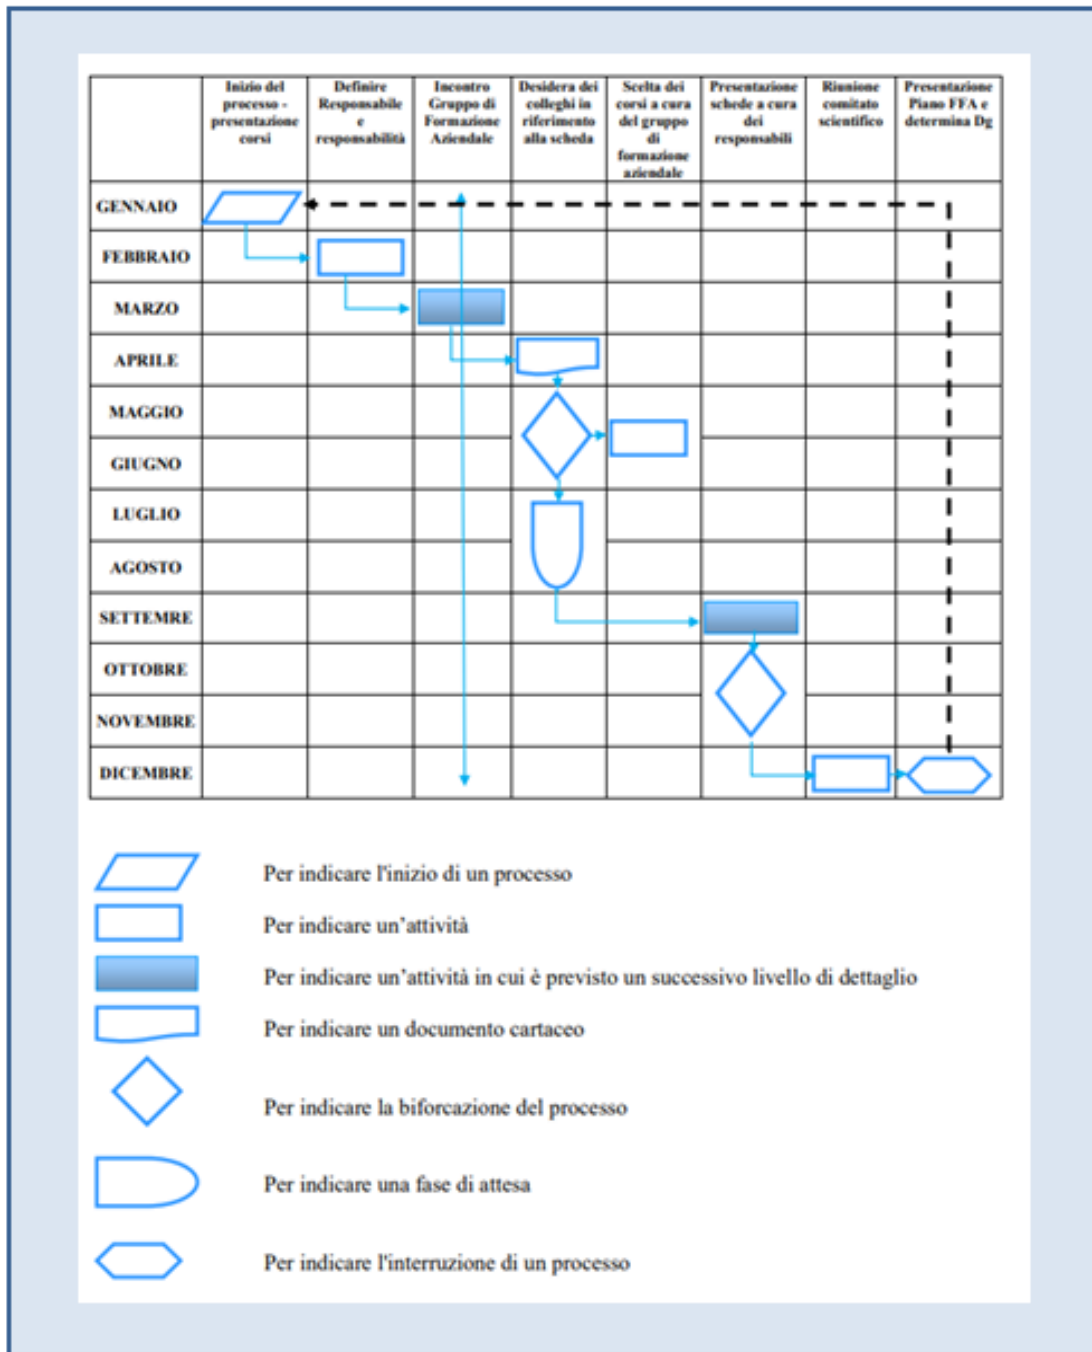 Inizio del
processo -
presentazione
corsi
Definire
Responsabile
e
responsabilità
Incontro
Gruppo di
Formazione
Aziendale
Desidera dei
colleghi in
riferimento
alla scheda
Scelta dei
corsi a cura
del gruppo
di
formazione
aziendale
Presentazione
schede a cura
dei
responsabili
Riunione
comitato
scientifico
Presentazione
Piano FFA e
determina Dg
GENNAIO
FEBBRAIO
MARZO
APRILE
MAGGIO
GIUGNO
LUGLIO
AGOSTO
SETTEMRE
OTTOBRE
NOVEMBRE
DICEMBRE
Per indicare l'inizio di un processo
Per indicare un'attività
Per indicare un'attività in cui è previsto un successivo livello di dettaglio
Per indicare un documento cartaceo
Per indicare la biforcazione del processo
Per indicare una fase di attesa
Per indicare l'interruzione di un processo